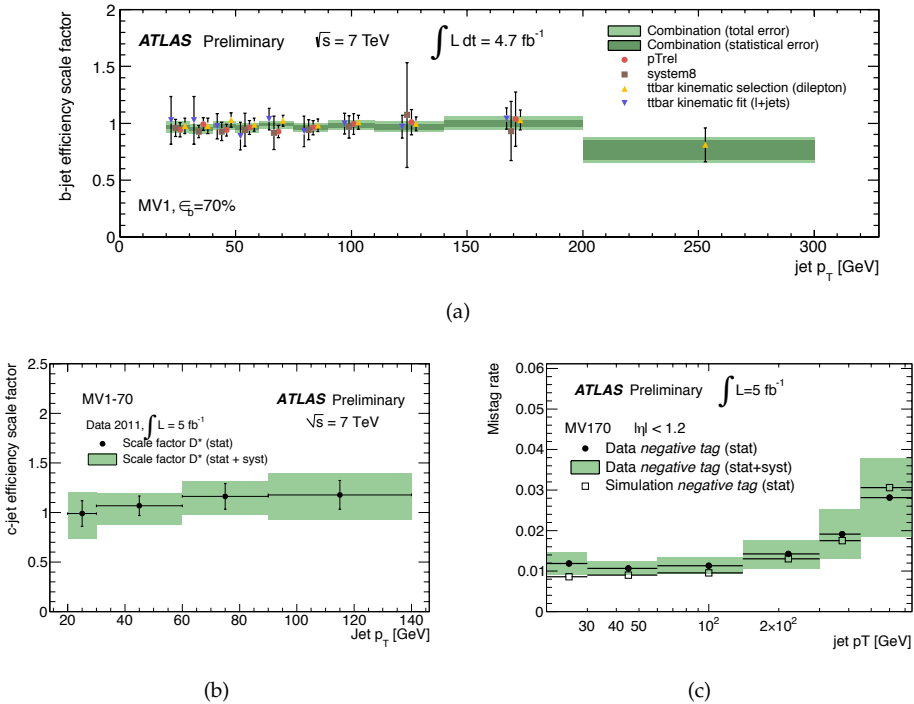 b-jet efficiency scale factor
2
1.5
1
0.5
0
ATLAS Preliminary
√s = 7 TeV
∫ L dt = 4.7 fb⁻¹
Combination (total error)
Combination (statistical error)
pTrel
system8
ttbar kinematic selection (dilepton)
ttbar kinematic fit (l+jets)
MV1, ∈b=70%
0 50 100 150 200 250 300
jet pT [GeV]
(a)
c-jet efficiency scale factor
2.5
2
1.5
1
0.5
0
MV1-70
ATLAS Preliminary
Data 2011, ∫ L = 5 fb⁻¹
√s = 7 TeV
Scale factor D* (stat)
Scale factor D* (stat + syst)
20 40 60 80 100 120 140
Jet pT [GeV]
(b)
Mistag rate
0.06
0.05
0.04
0.03
0.02
0.01
0
ATLAS Preliminary
∫ L=5 fb⁻¹
MV170 |η| < 1.2
Data negative tag (stat)
Data negative tag (stat+syst)
Simulation negative tag (stat)
30 40 50 10² 2×10²
jet pT [GeV]
(c)